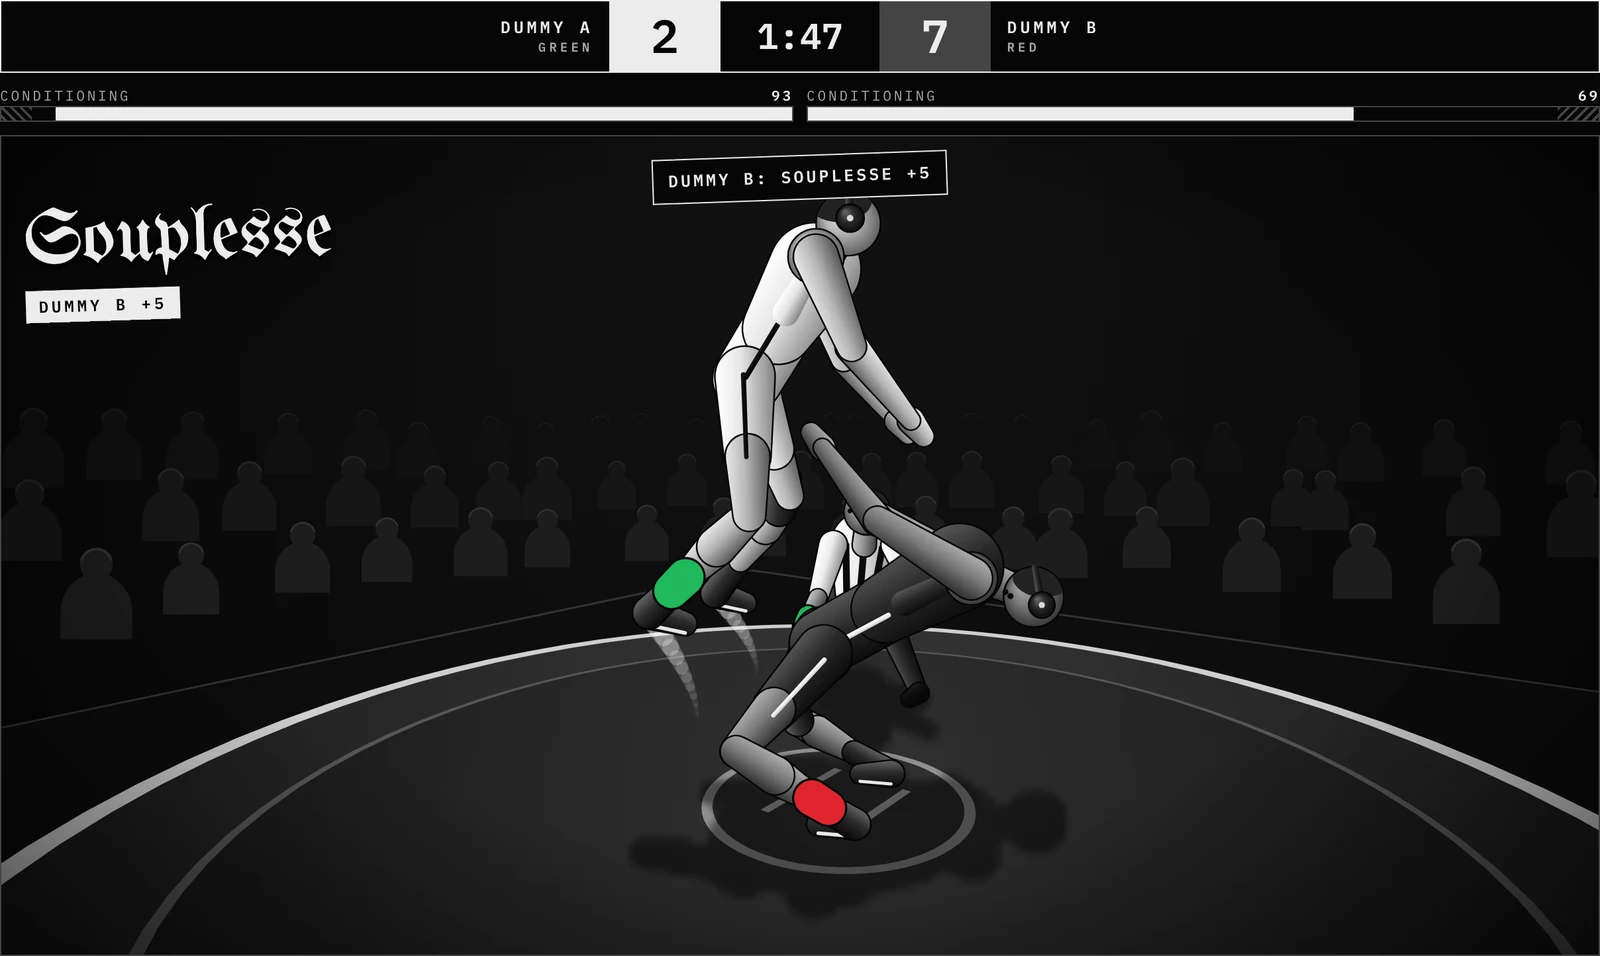 DUMMY A
GREEN
2
1:47
7
DUMMY B
RED
CONDITIONING 93
CONDITIONING 69
DUMMY B: SOUPLESSE +5
Souplesse
DUMMY B +5